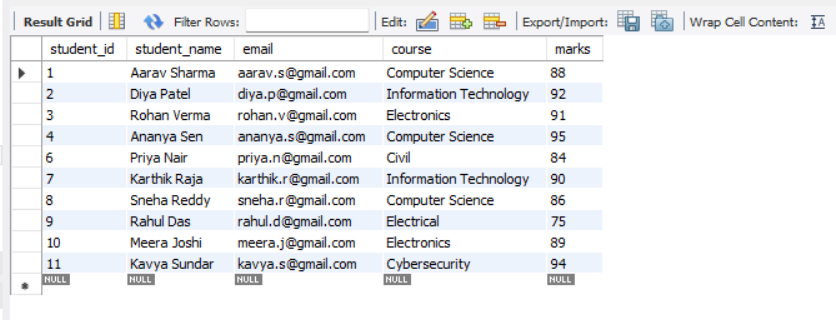 Result Grid Filter Rows: Edit: Export/Import: Wrap Cell Content: IA
student_id student_name email course marks
1 Aarav Sharma aarav.s@gmail.com Computer Science 88
2 Diya Patel diya.p@gmail.com Information Technology 92
3 Rohan Verma rohan.v@gmail.com Electronics 91
4 Ananya Sen ananya.s@gmail.com Computer Science 95
6 Priya Nair priya.n@gmail.com Civil 84
7 Karthik Raja karthik.r@gmail.com Information Technology 90
8 Sneha Reddy sneha.r@gmail.com Computer Science 86
9 Rahul Das rahul.d@gmail.com Electrical 75
10 Meera Joshi meera.j@gmail.com Electronics 89
11 Kavya Sundar kavya.s@gmail.com Cybersecurity 94
NULL NULL NULL NULL NULL